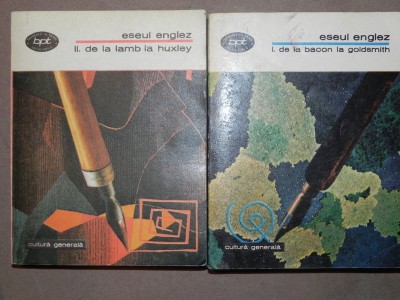 bpt
eseul englez
II. de la lamb la huxley
cultură generală
bpt
eseul englez
I. de la bacon la goldsmith
cultură generală